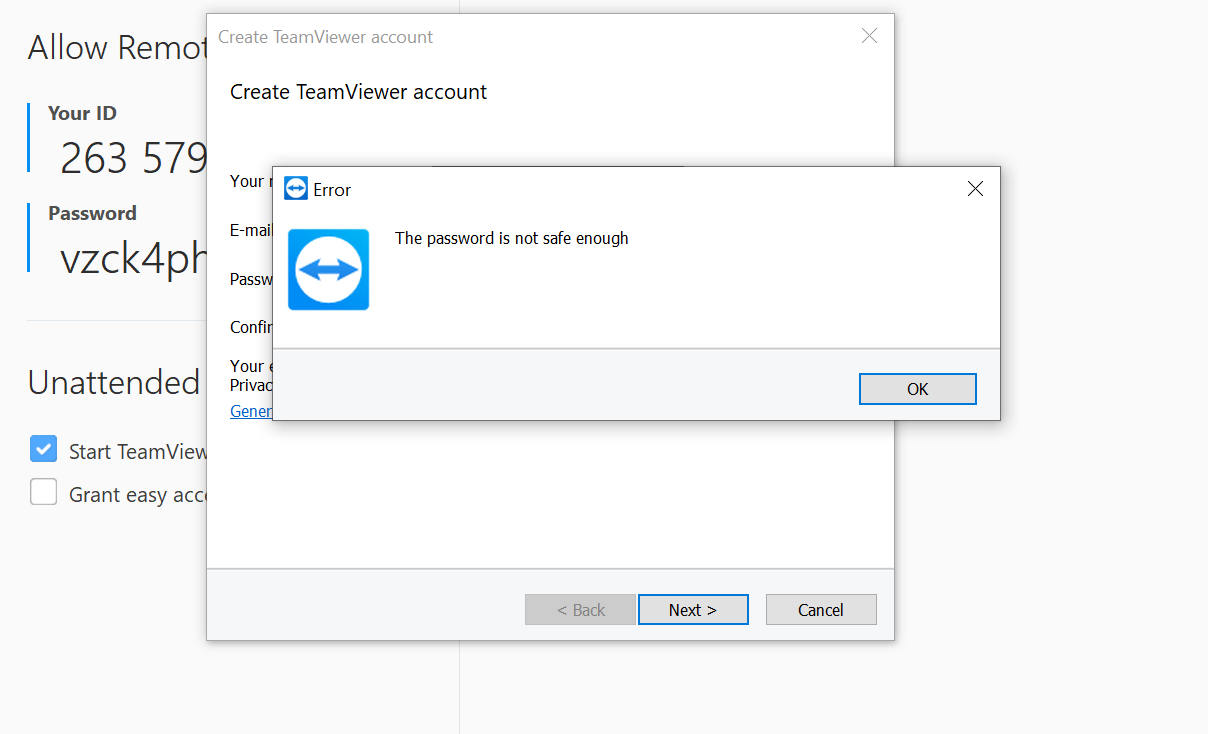 Create TeamViewer account
Create TeamViewer account
Allow Remot
Your ID
263 579
Password
vzck4ph
Unattended
Start TeamView
Grant easy acc
Your
E-mail
Passw
Confir
Your e
Privac
Gener
Error
The password is not safe enough
OK
< Back
Next >
Cancel